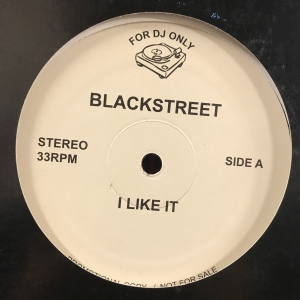 FOR DJ ONLY
BLACKSTREET
STEREO
33RPM
SIDE A
I LIKE IT
PROMOTIONAL COPY / NOT FOR SALE